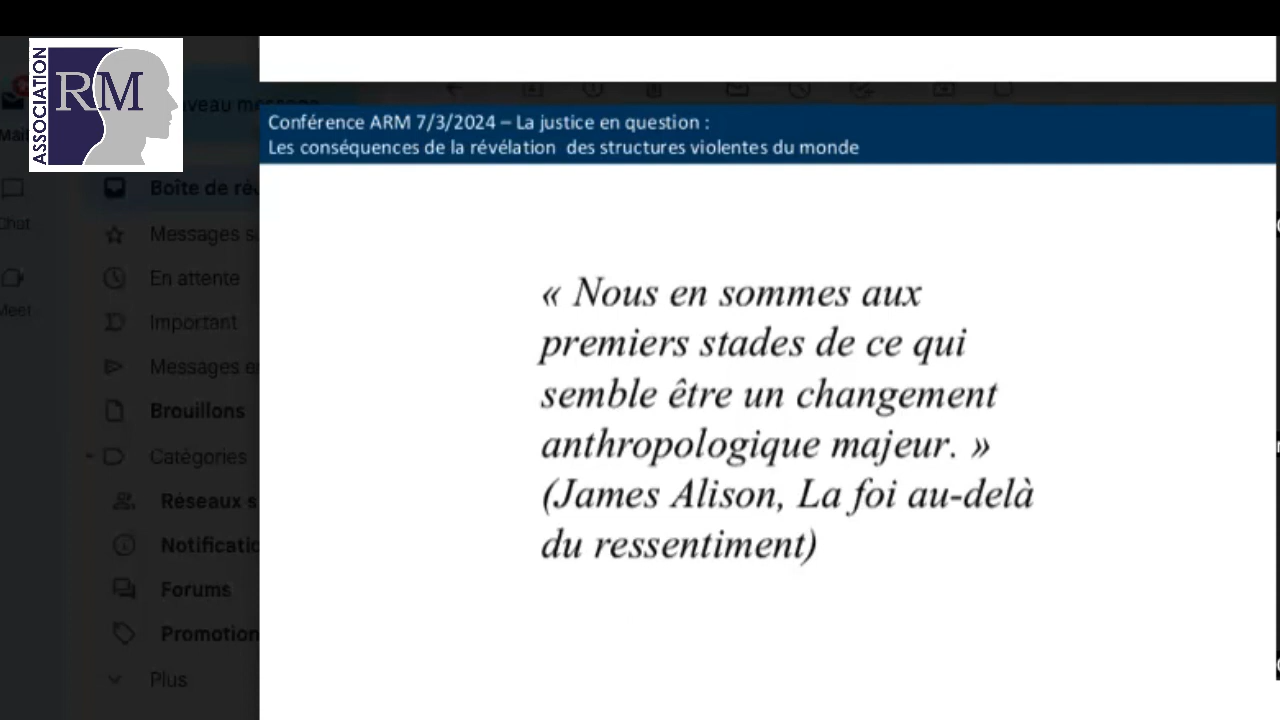 ASSOCIATION
RM
Conférence ARM 7/3/2024 – La justice en question :
Les conséquences de la révélation des structures violentes du monde
« Nous en sommes aux
premiers stades de ce qui
semble être un changement
anthropologique majeur. »
(James Alison, La foi au-delà
du ressentiment)
Mail
Chat
Meet
Boîte de ré
Messages s
En attente
Important
Messages e
Brouillons
Catégories
Réseaux s
Notificatio
Forums
Promotion
Plus